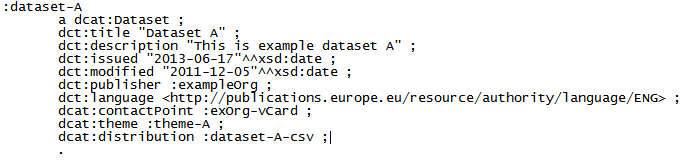 :dataset-A
a dcat:Dataset ;
dct:title "Dataset A" ;
dct:description "This is example dataset A" ;
dct:issued "2013-06-17"^^xsd:date ;
dct:modified "2011-12-05"^^xsd:date ;
dct:publisher :exampleOrg ;
dct:language <http://publications.europe.eu/resource/authority/language/ENG> ;
dcat:contactPoint :exOrg-vCard ;
dcat:theme :theme-A ;
dcat:distribution :dataset-A-csv ;
.